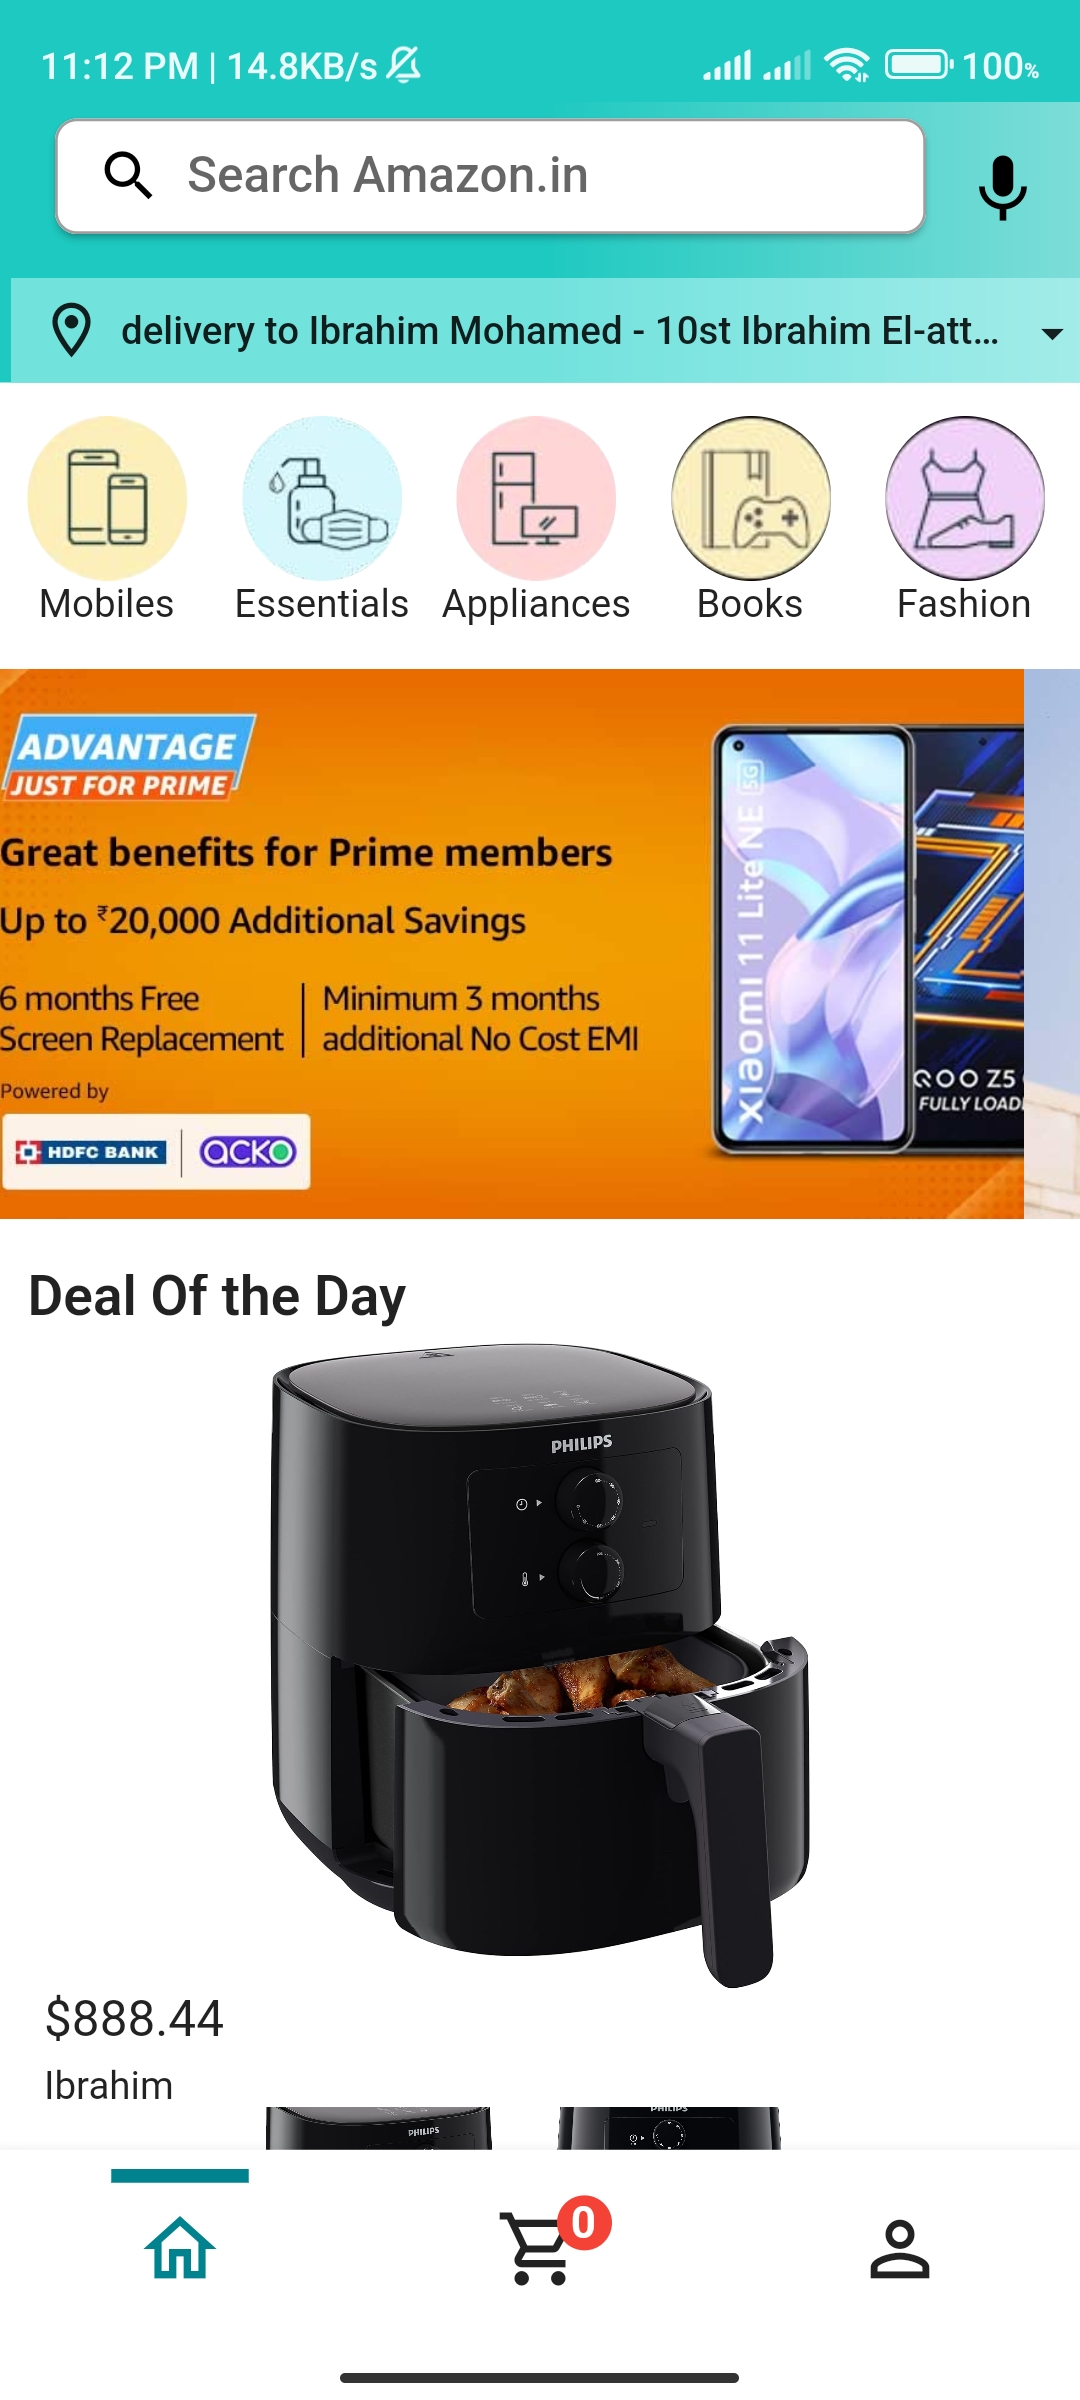 11:12 PM | 14.8KB/s 100%
Search Amazon.in
delivery to Ibrahim Mohamed - 10st Ibrahim El-att...
Mobiles Essentials Appliances Books Fashion
ADVANTAGE
JUST FOR PRIME
Great benefits for Prime members
Up to ₹20,000 Additional Savings
6 months Free
Screen Replacement
Minimum 3 months
additional No Cost EMI
Powered by
HDFC BANK ACKO
Xiaomi 11 Lite NE 5G
QOO Z5
FULLY LOAD
Deal Of the Day
PHILIPS
$888.44
Ibrahim
PHILIPS PHILIPS
0